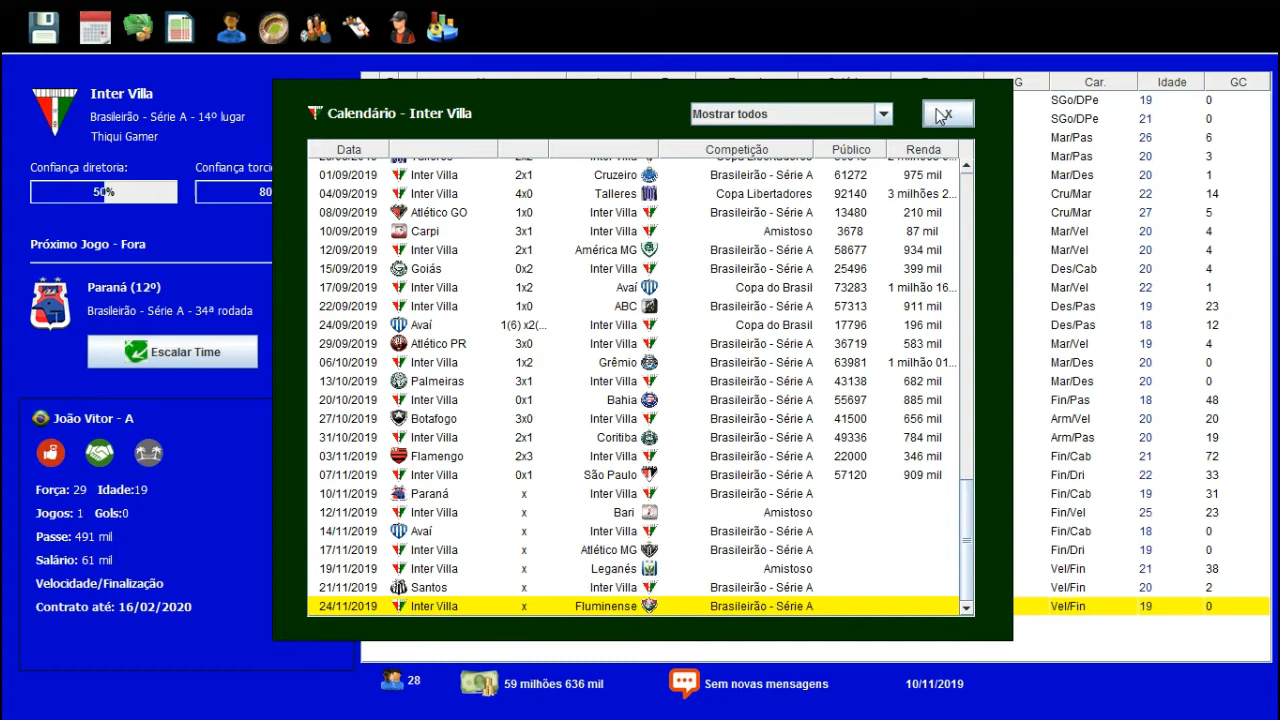 Inter Villa
Brasileirão - Série A - 14º lugar
Thiqui Gamer
Confiança diretoria:
Confiança torcid
50%
80
Próximo Jogo - Fora
Paraná (12º)
Brasileirão - Série A - 34ª rodada
Escalar Time
João Vitor - A
Força: 29 Idade:19
Jogos: 1 Gols:0
Passe: 491 mil
Salário: 61 mil
Velocidade/Finalização
Contrato até: 16/02/2020
Calendário - Inter Villa
Mostrar todos
X
Data Competição Público Renda
01/09/2019 Inter Villa 2x1 Cruzeiro Brasileirão - Série A 61272 975 mil
04/09/2019 Inter Villa 4x0 Talleres Copa Libertadores 92140 3 milhões 2...
08/09/2019 Atlético GO 1x0 Inter Villa Brasileirão - Série A 13480 210 mil
10/09/2019 Carpi 3x1 Inter Villa Amistoso 3678 87 mil
12/09/2019 Inter Villa 2x1 América MG Brasileirão - Série A 58677 934 mil
15/09/2019 Goiás 0x2 Inter Villa Brasileirão - Série A 25496 399 mil
17/09/2019 Inter Villa 1x2 Avaí Copa do Brasil 73283 1 milhão 16...
22/09/2019 Inter Villa 1x0 ABC Brasileirão - Série A 57313 911 mil
24/09/2019 Avaí 1(6) x2(... Inter Villa Copa do Brasil 17796 196 mil
29/09/2019 Atlético PR 3x0 Inter Villa Brasileirão - Série A 36719 583 mil
06/10/2019 Inter Villa 1x2 Grêmio Brasileirão - Série A 63981 1 milhão 01...
13/10/2019 Palmeiras 3x1 Inter Villa Brasileirão - Série A 43138 682 mil
20/10/2019 Inter Villa 0x1 Bahia Brasileirão - Série A 55697 885 mil
27/10/2019 Botafogo 3x0 Inter Villa Brasileirão - Série A 41500 656 mil
31/10/2019 Inter Villa 2x1 Coritiba Brasileirão - Série A 49336 784 mil
03/11/2019 Flamengo 2x3 Inter Villa Brasileirão - Série A 22000 346 mil
07/11/2019 Inter Villa 0x1 São Paulo Brasileirão - Série A 57120 909 mil
10/11/2019 Paraná x Inter Villa Brasileirão - Série A
12/11/2019 Inter Villa x Bari Amistoso
14/11/2019 Avaí x Inter Villa Brasileirão - Série A
17/11/2019 Inter Villa x Atlético MG Brasileirão - Série A
19/11/2019 Inter Villa x Leganés Amistoso
21/11/2019 Santos x Inter Villa Brasileirão - Série A
24/11/2019 Inter Villa x Fluminense Brasileirão - Série A
G Car. Idade GC
SGo/DPe 19 0
SGo/DPe 21 0
Mar/Pas 26 6
Mar/Pas 20 3
Mar/Des 20 1
Cru/Mar 22 14
Cru/Mar 27 5
Mar/Vel 20 4
Mar/Vel 20 4
Des/Cab 20 4
Mar/Vel 22 1
Des/Pas 19 23
Des/Pas 18 12
Mar/Vel 19 4
Mar/Des 20 0
Mar/Des 22 0
Fin/Pas 18 48
Arm/Vel 20 20
Arm/Pas 20 19
Fin/Cab 21 72
Fin/Dri 22 33
Fin/Cab 19 31
Fin/Vel 25 23
Fin/Cab 18 0
Fin/Dri 19 0
Vel/Fin 21 38
Vel/Fin 20 2
Vel/Fin 19 0
28
59 milhões 636 mil
Sem novas mensagens
10/11/2019